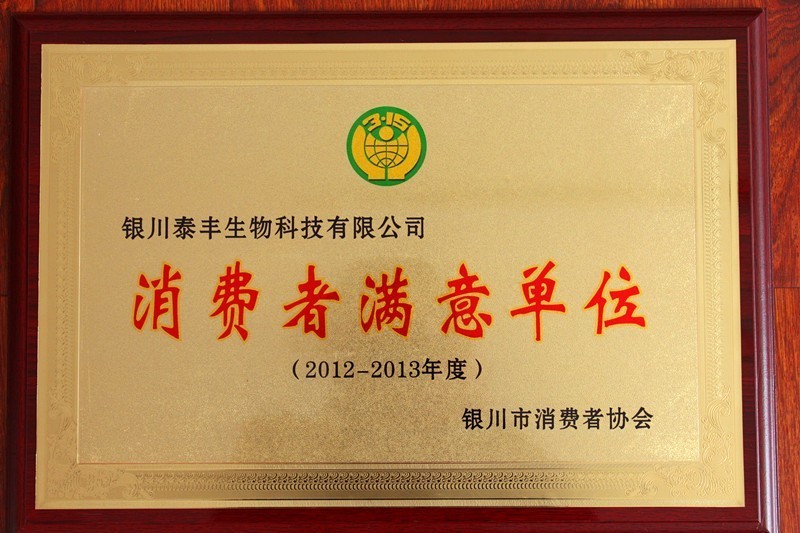 3·15
银川泰丰生物科技有限公司
消费者满意单位
（2012-2013年度）
银川市消费者协会